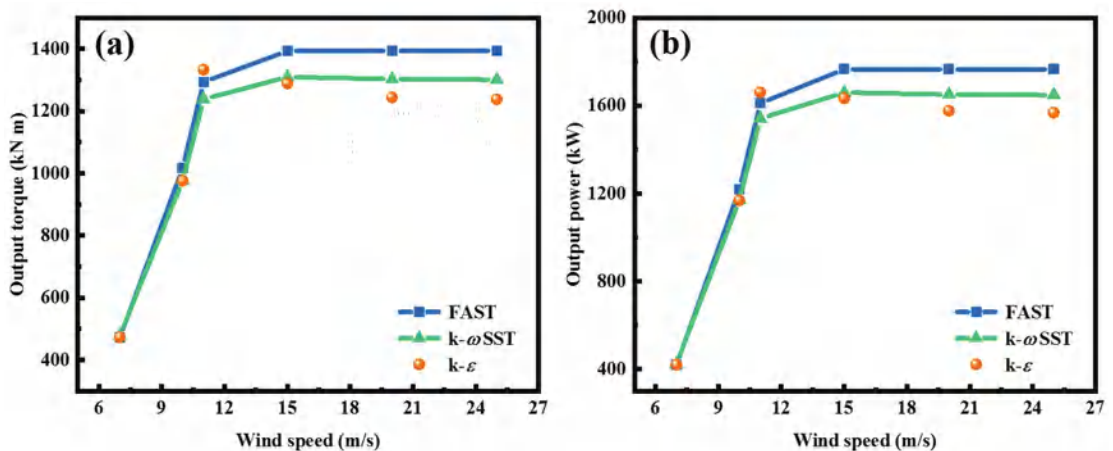 (a)
Output torque (kN m)
1400
1200
1000
800
600
400
FAST
k-ω SST
k-ε
6 9 12 15 18 21 24 27
Wind speed (m/s)
(b)
Output power (kW)
2000
1600
1200
800
400
FAST
k-ω SST
k-ε
6 9 12 15 18 21 24 27
Wind speed (m/s)